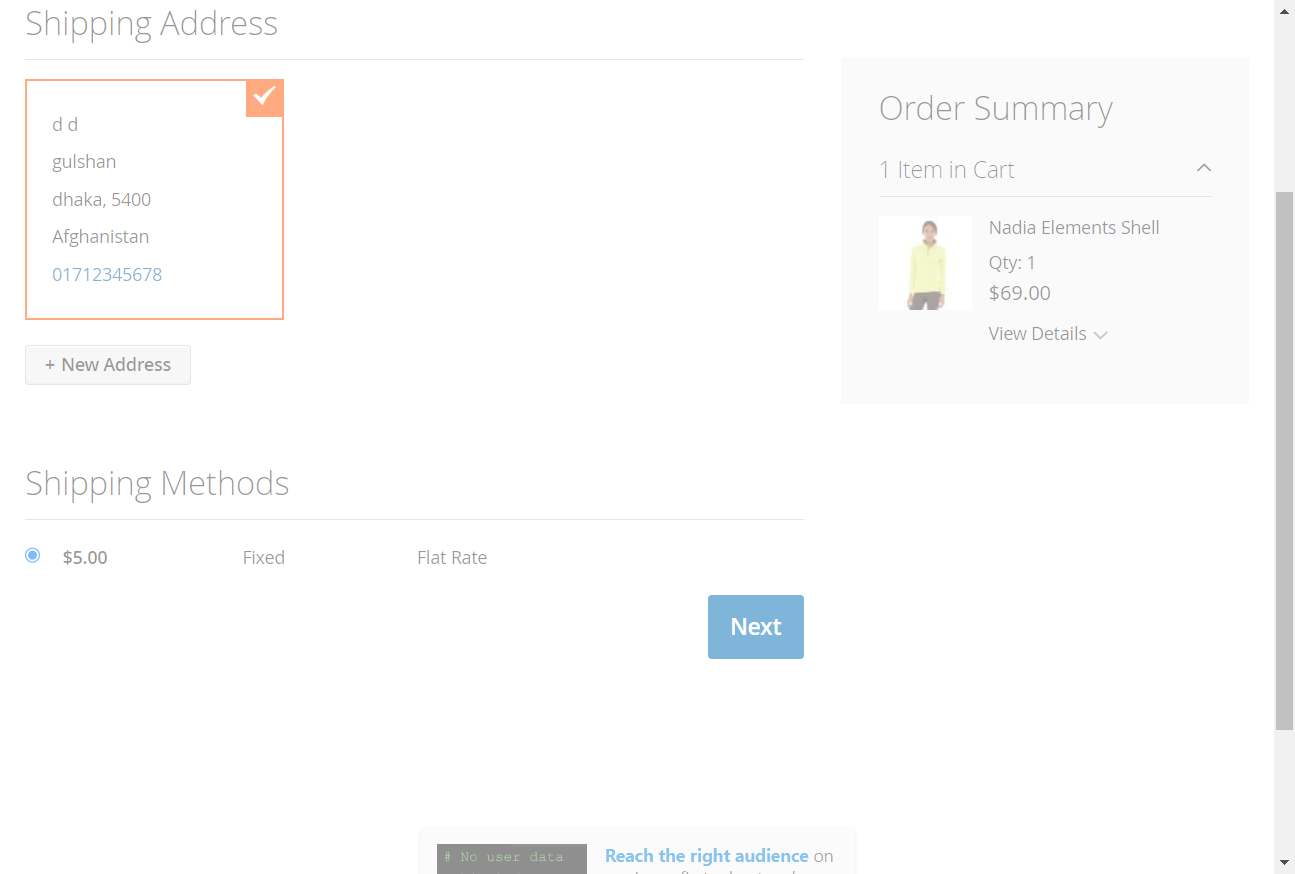 Shipping Address
d d
gulshan
dhaka, 5400
Afghanistan
01712345678
+ New Address
Order Summary
1 Item in Cart
Nadia Elements Shell
Qty: 1
$69.00
View Details
Shipping Methods
$5.00 Fixed Flat Rate
Next
# No user data
Reach the right audience on